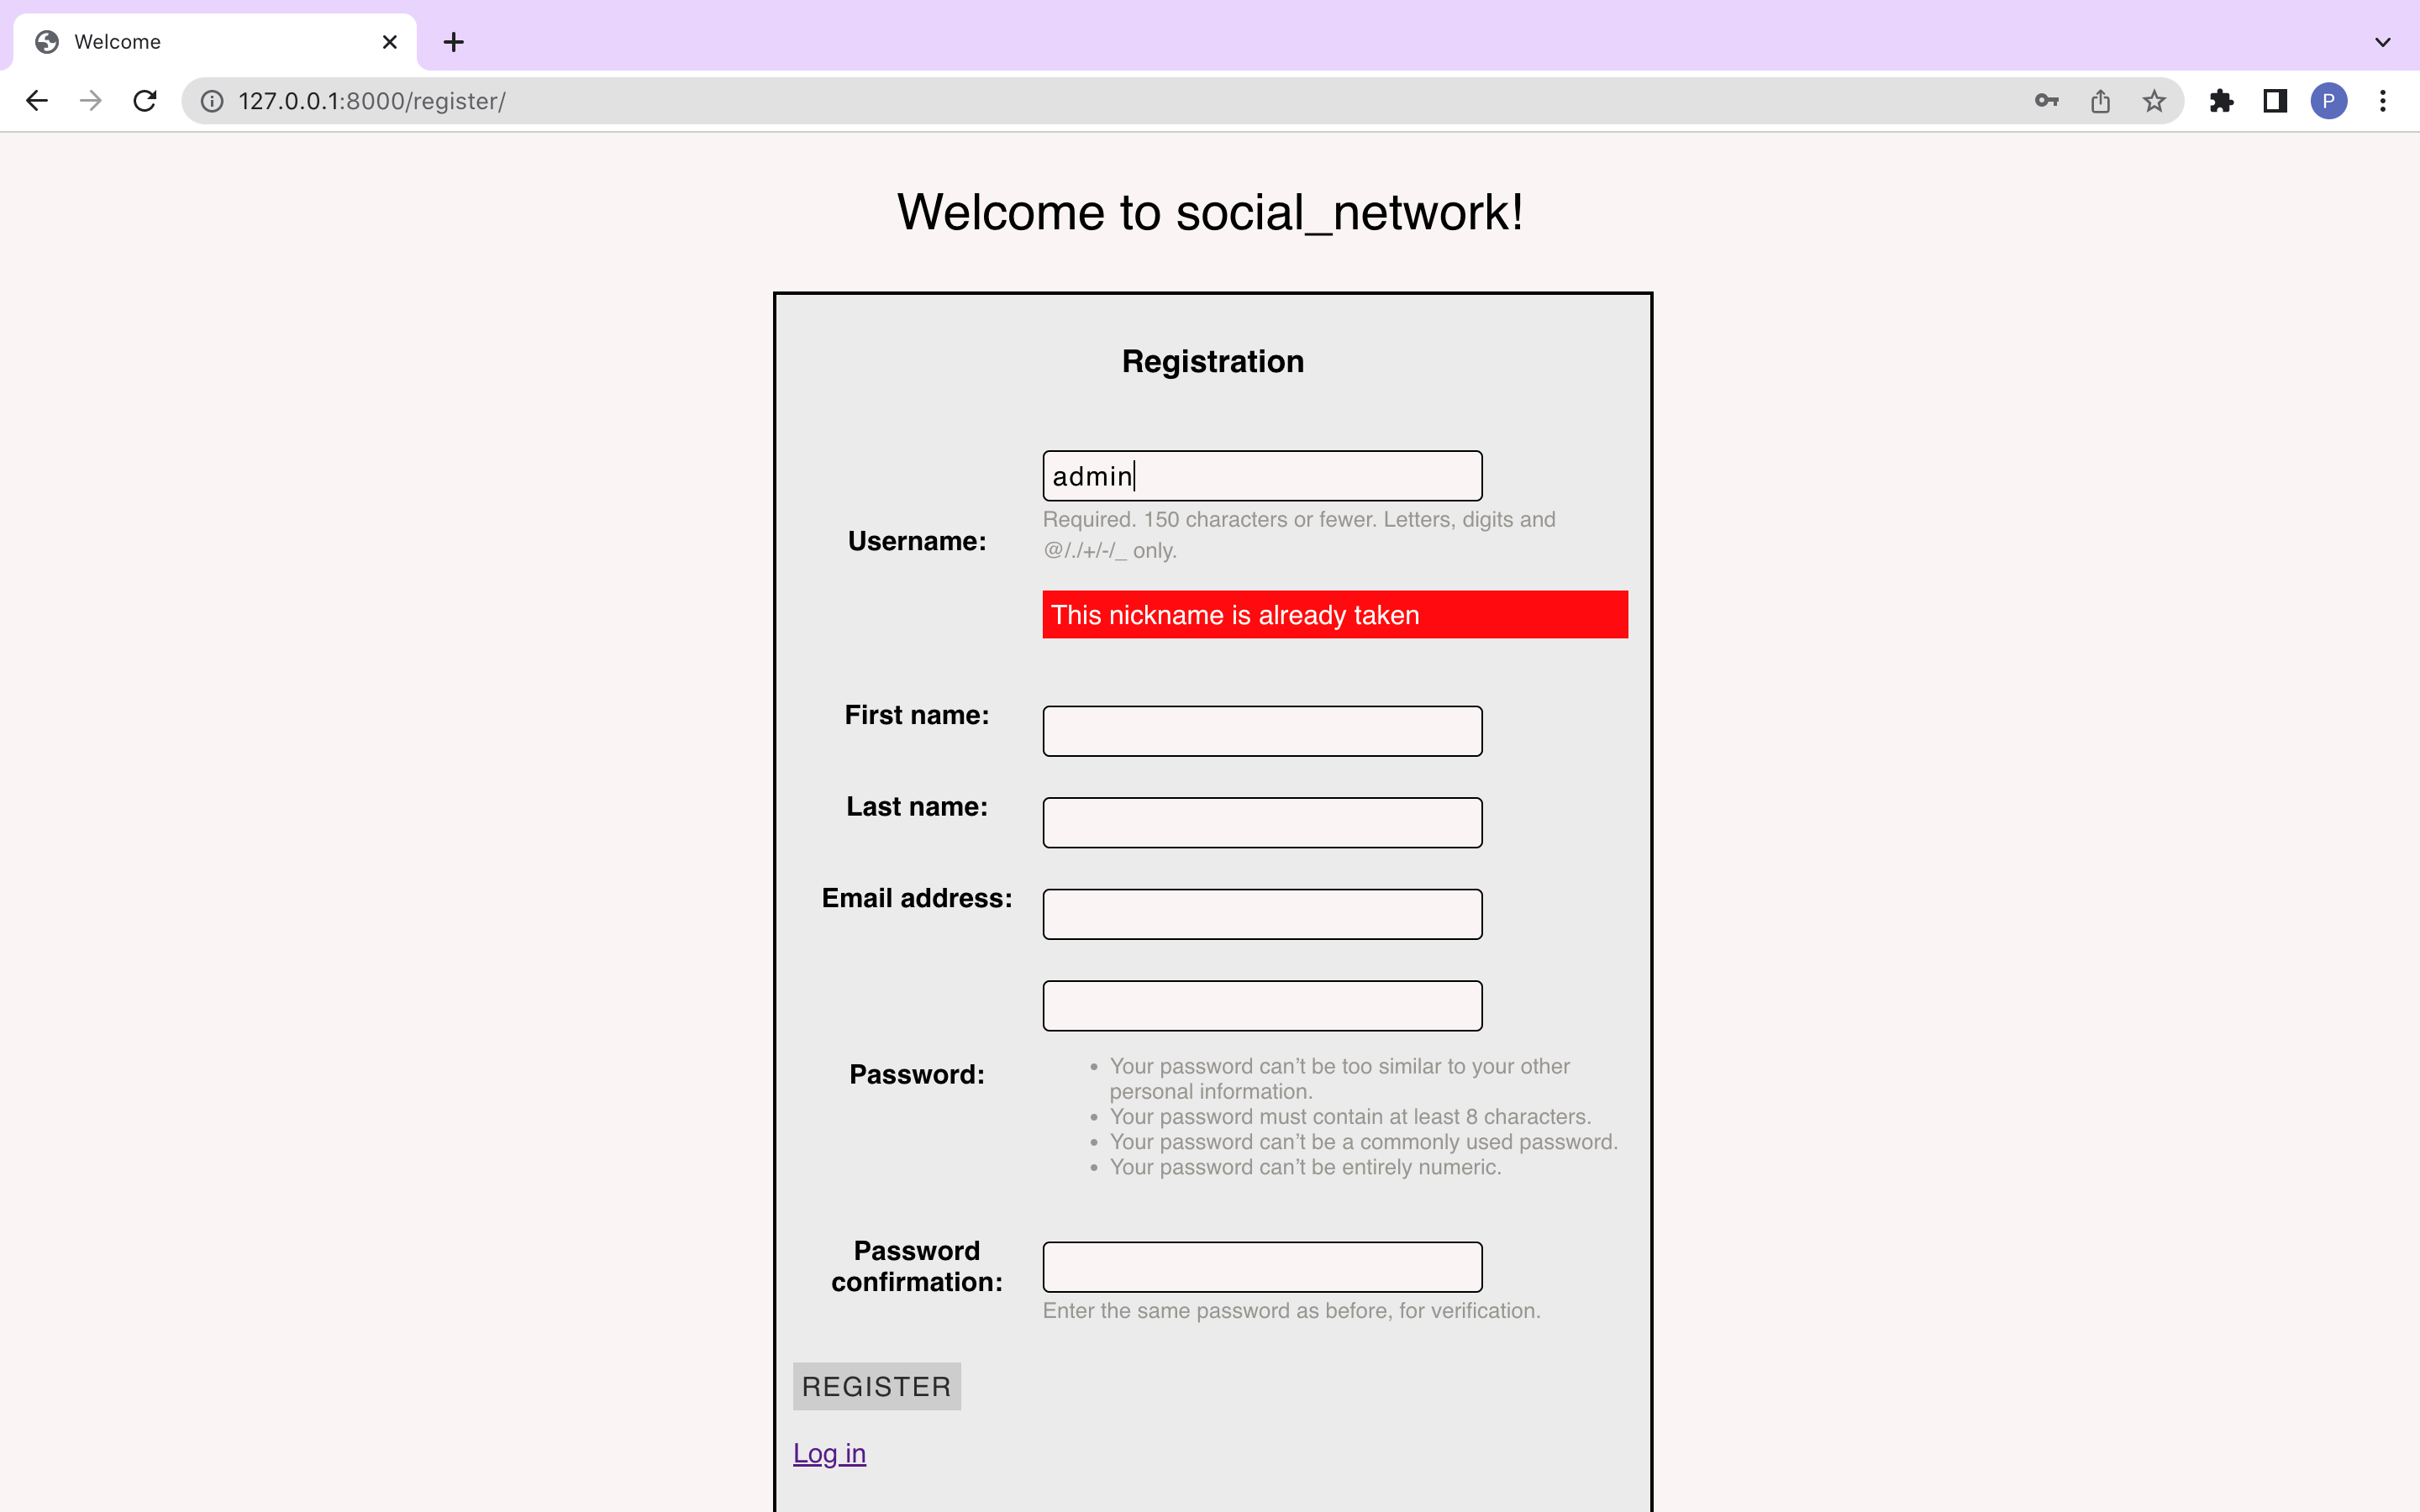 Welcome
127.0.0.1:8000/register/
P
Welcome to social_network!
Registration
admin
Required. 150 characters or fewer. Letters, digits and
@/./+/-/_ only.
Username:
This nickname is already taken
First name:
Last name:
Email address:
Password:
• Your password can’t be too similar to your other
personal information.
• Your password must contain at least 8 characters.
• Your password can’t be a commonly used password.
• Your password can’t be entirely numeric.
Password
confirmation:
Enter the same password as before, for verification.
REGISTER
Log in